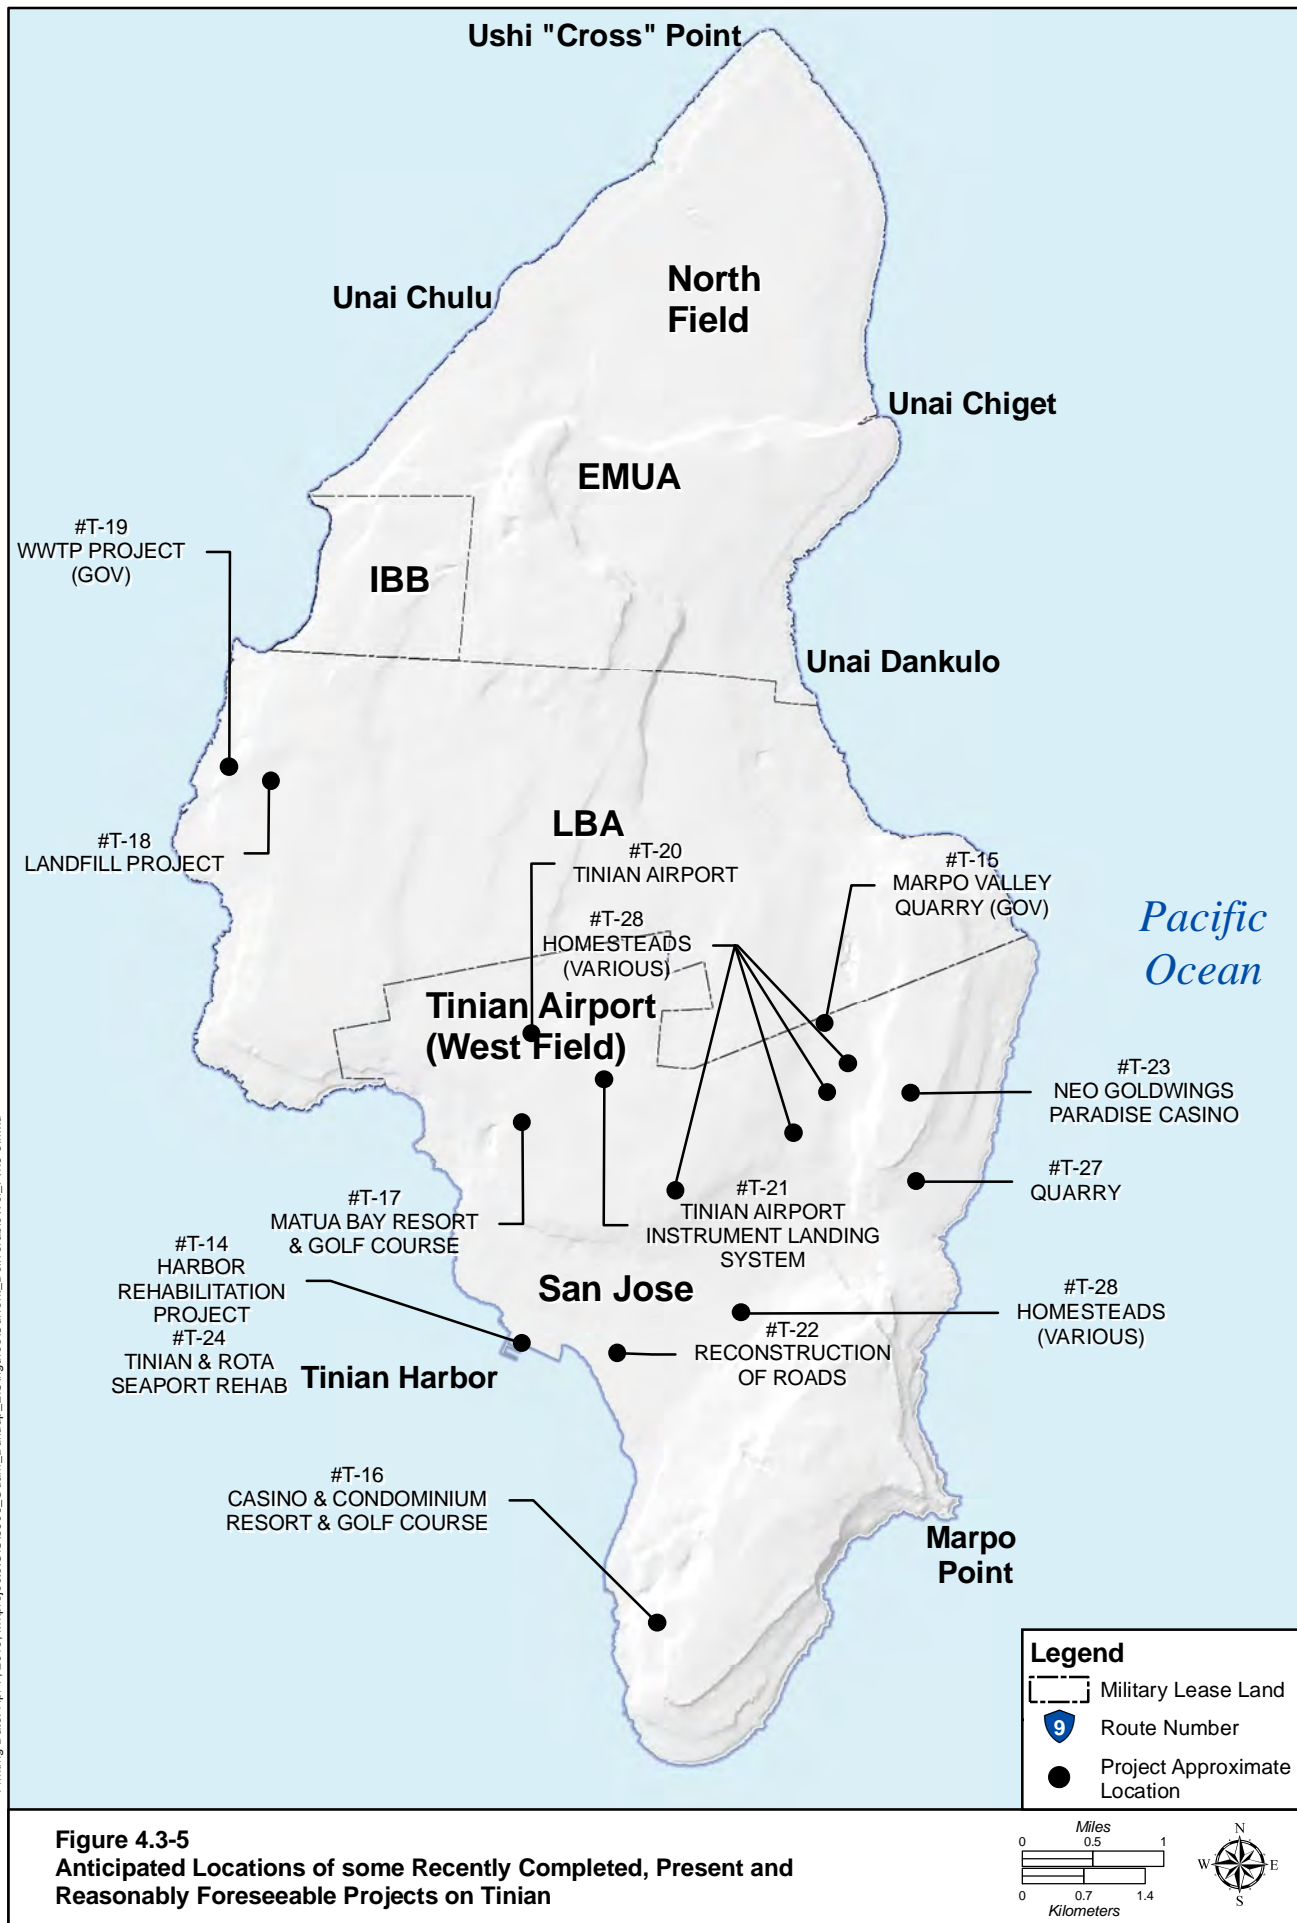 Ushi "Cross" Point
North
Field
Unai Chulu
Unai Chiget
EMUA
#T-19
WWTP PROJECT
(GOV)
IBB
Unai Dankulo
#T-18
LANDFILL PROJECT
LBA
#T-20
TINIAN AIRPORT
#T-15
MARPO VALLEY
QUARRY (GOV)
#T-28
HOMESTEADS
(VARIOUS)
Pacific
Ocean
Tinian Airport
(West Field)
#T-23
NEO GOLDWINGS
PARADISE CASINO
#T-27
QUARRY
#T-17
MATUA BAY RESORT
& GOLF COURSE
#T-21
TINIAN AIRPORT
INSTRUMENT LANDING
SYSTEM
#T-14
HARBOR
REHABILITATION
PROJECT
#T-24
TINIAN & ROTA
SEAPORT REHAB
San Jose
#T-28
HOMESTEADS
(VARIOUS)
#T-22
RECONSTRUCTION
OF ROADS
Tinian Harbor
#T-16
CASINO & CONDOMINIUM
RESORT & GOLF COURSE
Marpo
Point
Legend
Military Lease Land
9 Route Number
Project Approximate
Location
Figure 4.3-5
Anticipated Locations of some Recently Completed, Present and
Reasonably Foreseeable Projects on Tinian
Miles
0 0.5 1
0 0.7 1.4
Kilometers
N
W E
S